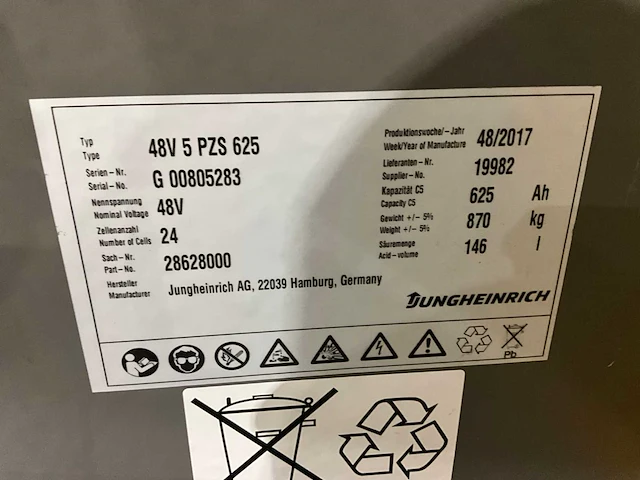 Typ
Type
48V 5 PZS 625
Serien-Nr.
Serial-No.
G 00805283
Nennspannung
Nominal Voltage
48V
Zellenanzahl
Number of Cells
24
Sach-Nr.
Part-No.
28628000
Hersteller
Manufacturer
Jungheinrich AG, 22039 Hamburg, Germany
Produktionswoche/-Jahr
Week/Year of Manufacture
48/2017
Lieferanten-Nr.
Supplier-No.
19982
Kapazität C5
Capacity C5
625 Ah
Gewicht +/- 5%
Weight +/- 5%
870 kg
Säuremenge
Acid-volume
146 l
JUNGHEINRICH
Pb